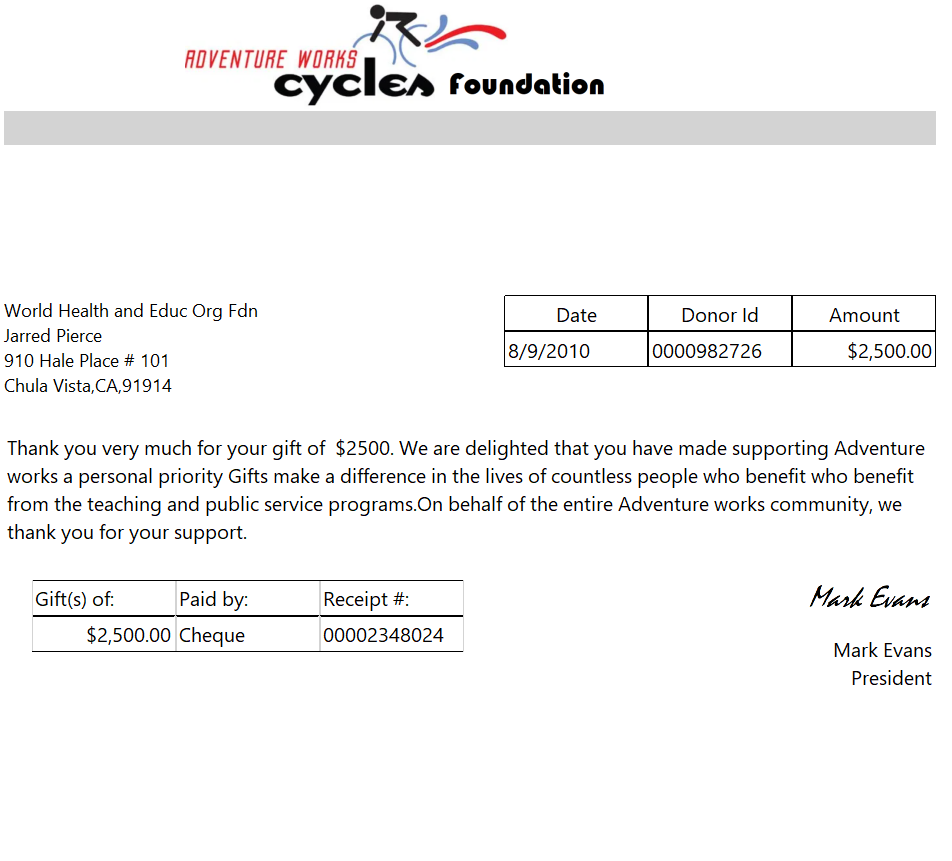 ADVENTURE WORKS
cycles Foundation
World Health and Educ Org Fdn
Jarred Pierce
910 Hale Place # 101
Chula Vista,CA,91914
Date Donor Id Amount
8/9/2010 0000982726 $2,500.00
Thank you very much for your gift of  $2500. We are delighted that you have made supporting Adventure
works a personal priority Gifts make a difference in the lives of countless people who benefit who benefit
from the teaching and public service programs.On behalf of the entire Adventure works community, we
thank you for your support.
Gift(s) of: Paid by: Receipt #:
$2,500.00 Cheque 00002348024
Mark Evans
Mark Evans
President